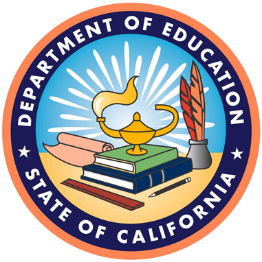 DEPARTMENT OF EDUCATION
STATE OF CALIFORNIA